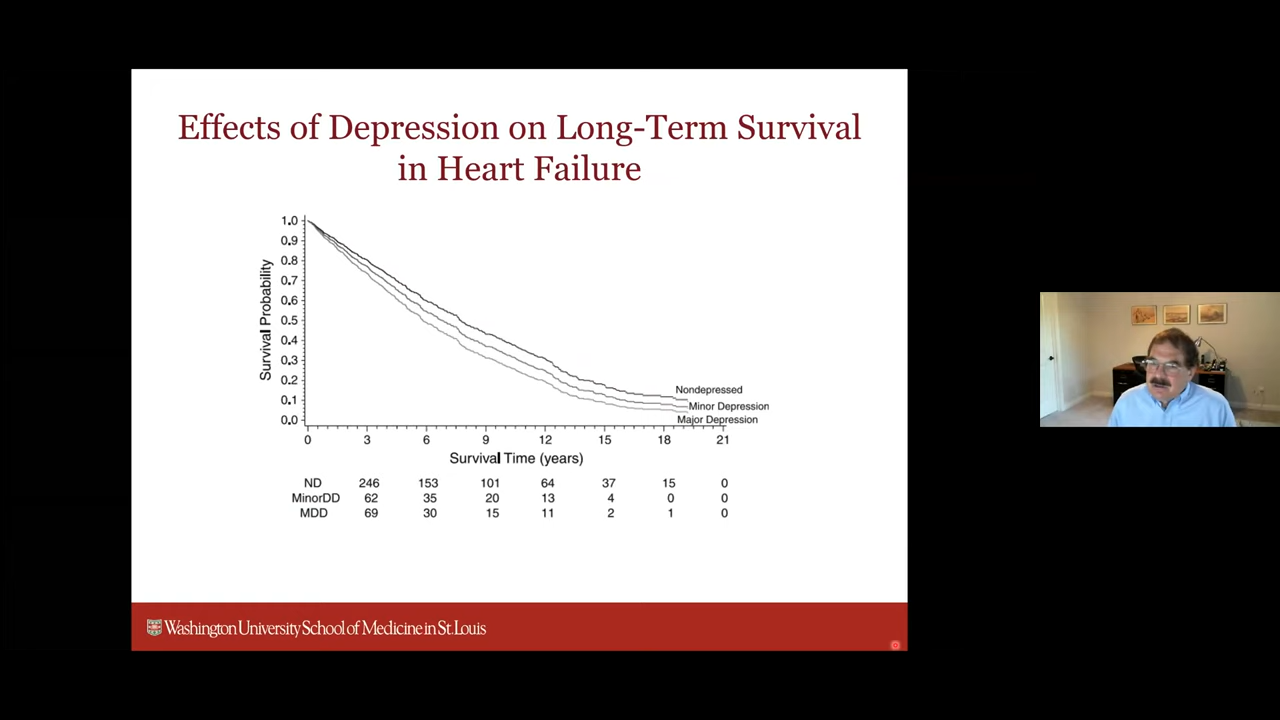 Effects of Depression on Long-Term Survival
in Heart Failure
Survival Probability
1.0
0.9
0.8
0.7
0.6
0.5
0.4
0.3
0.2
0.1
0.0
Nondepressed
Minor Depression
Major Depression
0 3 6 9 12 15 18 21
Survival Time (years)
ND 246 153 101 64 37 15 0
MinorDD 62 35 20 13 4 0 0
MDD 69 30 15 11 2 1 0
Washington University School of Medicine in St. Louis